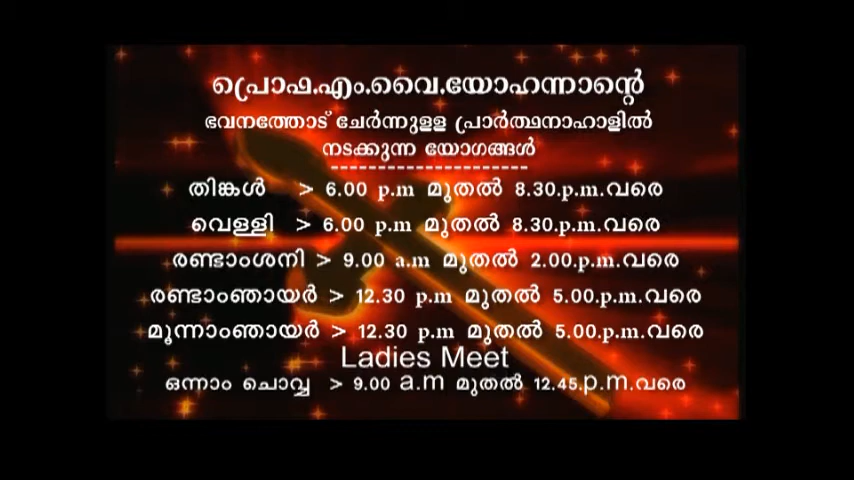 പ്രൊഫ.എം.വൈ.യോഹന്നാന്റെ
ഭവനത്തോട് ചേർന്നുളള പ്രാർത്ഥനാഹാളിൽ
നടക്കുന്ന യോഗങ്ങൾ
--------------------
തിങ്കൾ > 6.00 p.m മുതൽ 8.30.p.m.വരെ
വെള്ളി > 6.00 p.m മുതൽ 8.30.p.m.വരെ
രണ്ടാംശനി > 9.00 a.m മുതൽ 2.00.p.m.വരെ
രണ്ടാംഞായർ > 12.30 p.m മുതൽ 5.00.p.m.വരെ
മൂന്നാംഞായർ > 12.30 p.m മുതൽ 5.00.p.m.വരെ
Ladies Meet
ഒന്നാം ചൊവ്വ > 9.00 a.m മുതൽ 12.45.p.m.വരെ